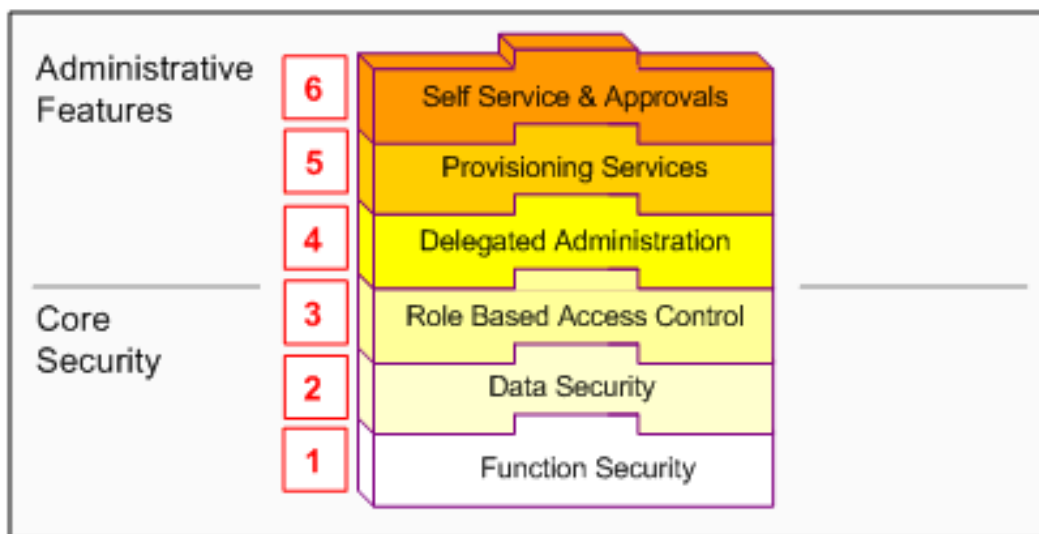 Administrative
Features
6
Self Service & Approvals
5
Provisioning Services
4
Delegated Administration
Core
Security
3
Role Based Access Control
2
Data Security
1
Function Security